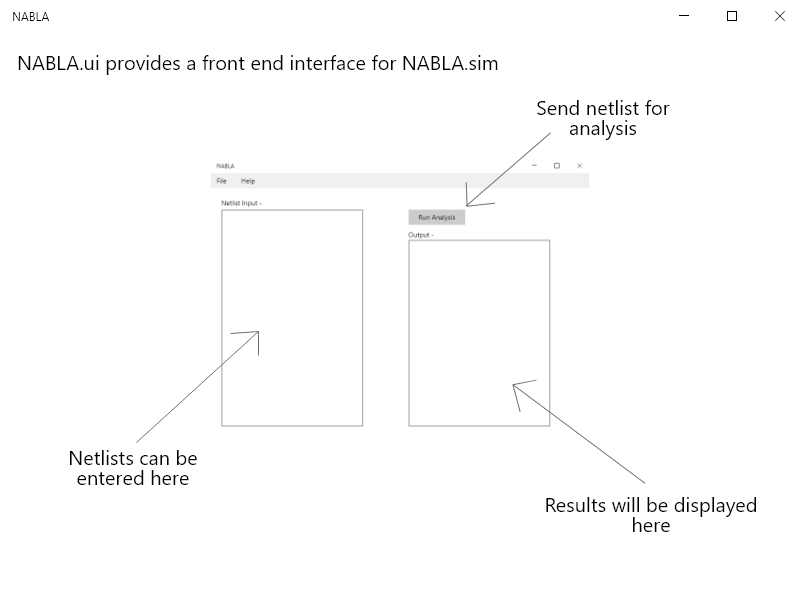 NABLA
NABLA.ui provides a front end interface for NABLA.sim
Send netlist for
analysis
NABLA
File Help
Netlist Input -
Run Analysis
Output -
Netlists can be
entered here
Results will be displayed
here